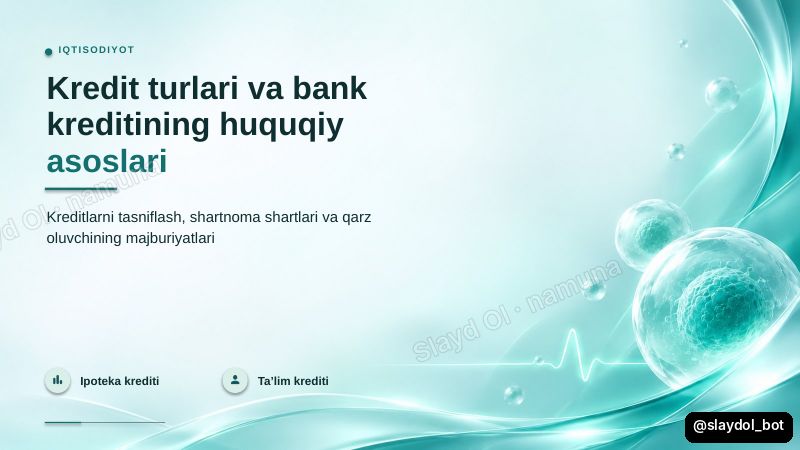 IQTISODIYOT
Kredit turlari va bank
kreditining huquqiy
asoslari
Kreditlarni tasniflash, shartnoma shartlari va qarz
oluvchining majburiyatlari
Ipoteka krediti
Ta’lim krediti
yd Ol · namuna
Slayd Ol · namuna
@slaydol_bot